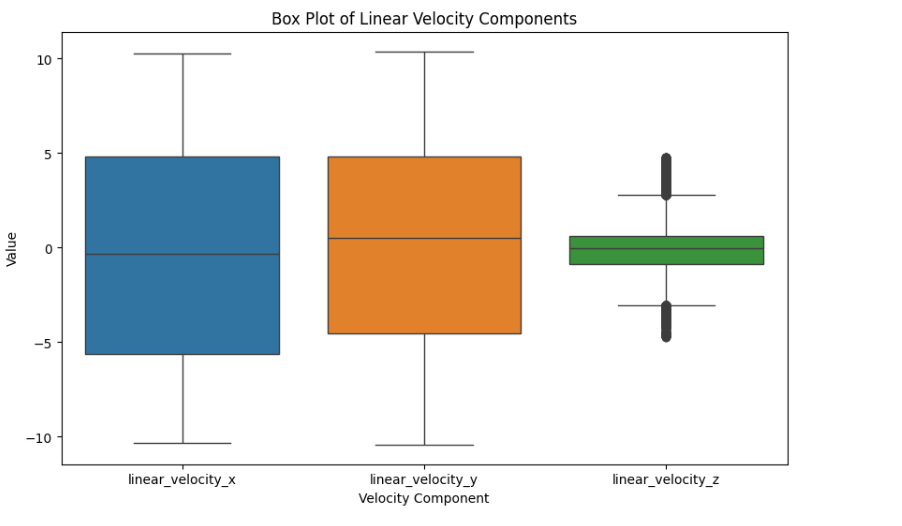 Box Plot of Linear Velocity Components
10
5
0
−5
−10
Value
linear_velocity_x
linear_velocity_y
linear_velocity_z
Velocity Component